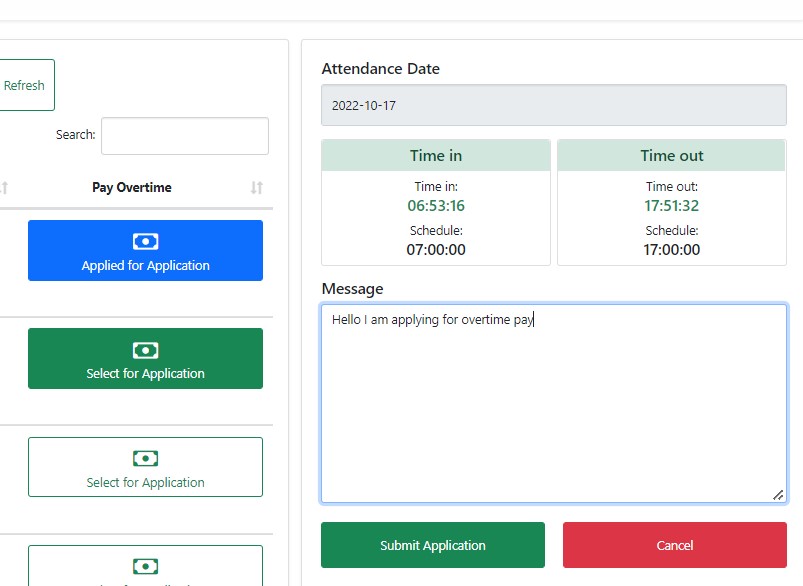 Refresh
Search:
Pay Overtime
Applied for Application
Select for Application
Select for Application
Attendance Date
2022-10-17
Time in
Time out
Time in:
06:53:16
Time out:
17:51:32
Schedule:
07:00:00
Schedule:
17:00:00
Message
Hello I am applying for overtime pay
Submit Application
Cancel